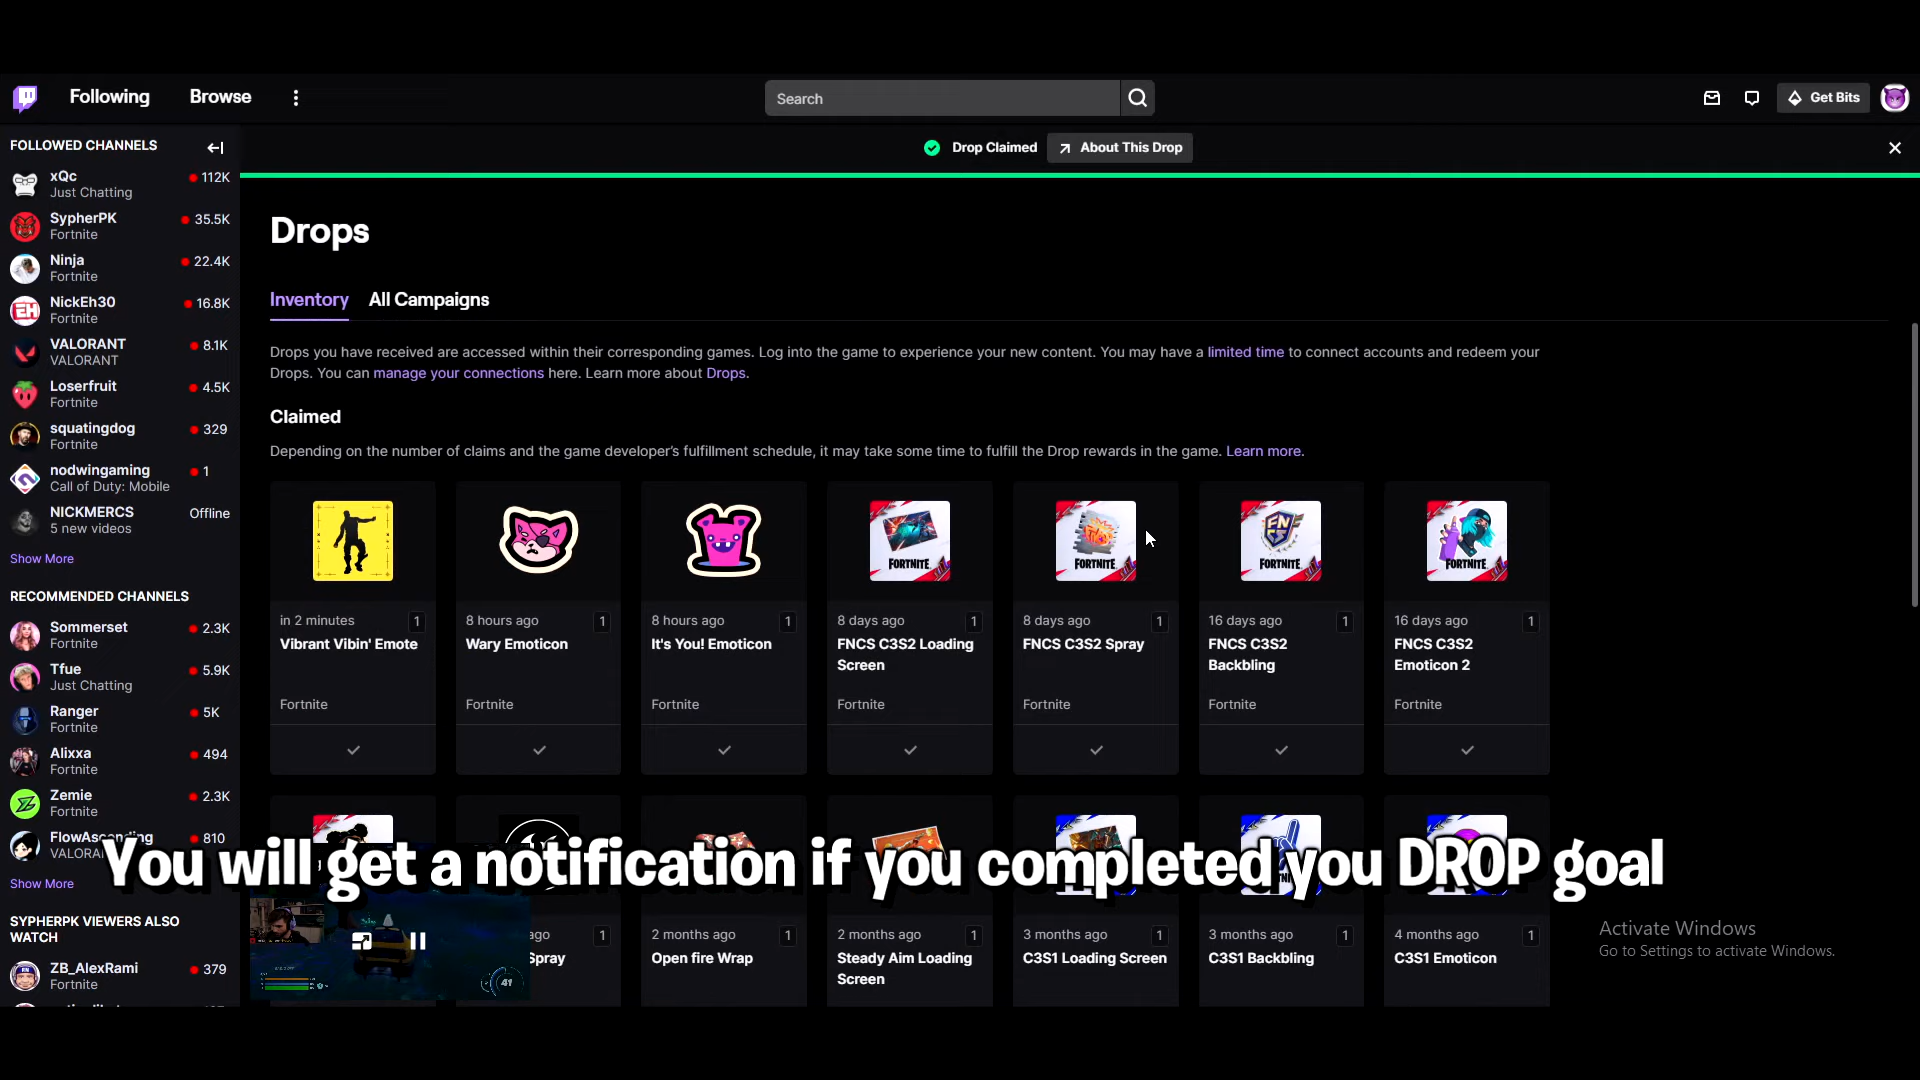 Following
Browse
Search
Get Bits
FOLLOWED CHANNELS
Drop Claimed
About This Drop
xQc
112K
Just Chatting
SypherPK
35.5K
Fortnite
Ninja
22.4K
Fortnite
NickEh30
16.8K
Fortnite
VALORANT
8.1K
VALORANT
Loserfruit
4.5K
Fortnite
squatingdog
329
Fortnite
nodwingaming
1
Call of Duty: Mobile
NICKMERCS
Offline
5 new videos
Show More
RECOMMENDED CHANNELS
Sommerset
2.3K
Fortnite
Tfue
5.9K
Just Chatting
Ranger
5K
Fortnite
Alixxa
494
Fortnite
Zemie
2.3K
Fortnite
FlowAscending
810
Show More
SYPHERPK VIEWERS ALSO
WATCH
ZB_AlexRami
379
Fortnite
Drops
Inventory
All Campaigns
Drops you have received are accessed within their corresponding games. Log into the game to experience your new content. You may have a limited time to connect accounts and redeem your
Drops. You can manage your connections here. Learn more about Drops.
Claimed
Depending on the number of claims and the game developer's fulfillment schedule, it may take some time to fulfill the Drop rewards in the game. Learn more.
in 2 minutes
1
Vibrant Vibin' Emote
Fortnite
8 hours ago
1
Wary Emoticon
Fortnite
8 hours ago
1
It's You! Emoticon
Fortnite
FORTNITE
8 days ago
1
FNCS C3S2 Loading
Screen
Fortnite
FORTNITE
8 days ago
1
FNCS C3S2 Spray
Fortnite
FNCS
FORTNITE
16 days ago
1
FNCS C3S2
Backbling
Fortnite
FORTNITE
16 days ago
1
FNCS C3S2
Emoticon 2
Fortnite
You will get a notification if you completed you DROP goal
41
ago
1
Spray
2 months ago
1
Open fire Wrap
2 months ago
1
Steady Aim Loading
Screen
3 months ago
1
C3S1 Loading Screen
3 months ago
1
C3S1 Backbling
4 months ago
1
C3S1 Emoticon
Activate Windows
Go to Settings to activate Windows.